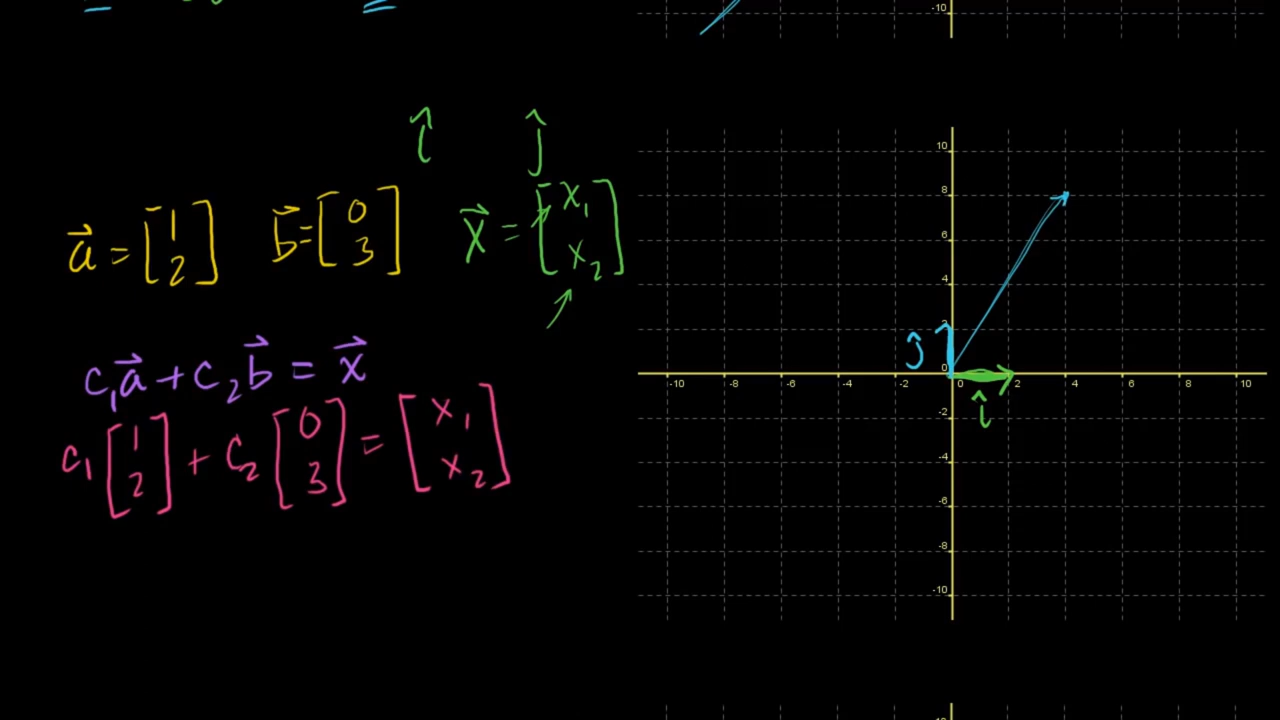 î ĵ
a⃗ = [1 2] b⃗ = [0 3] x⃗ = [x₁ x₂]
c₁a⃗ + c₂b⃗ = x⃗
c₁[1 2] + c₂[0 3] = [x₁ x₂]
-10
10
8
6
4
2
ĵ
0
-10 -8 -6 -4 -2 0 2 4 6 8 10
î
-2
-4
-6
-8
-10